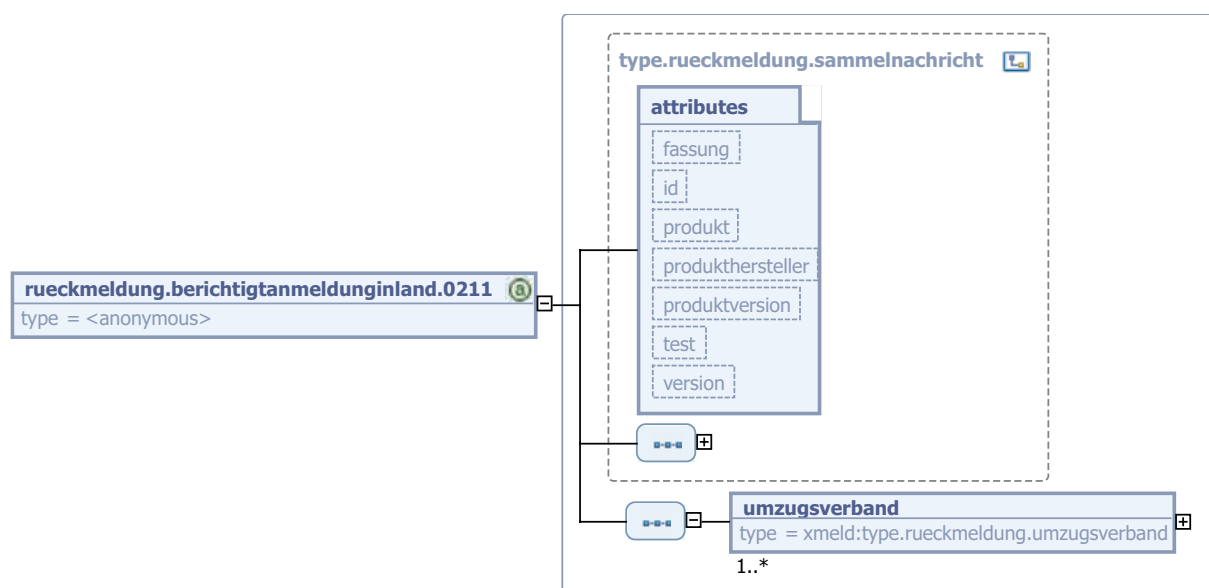 type.rueckmeldung.sammelnachricht
attributes
fassung
id
produkt
produkthersteller
produktversion
test
version
rueckmeldung.berichtigtanmeldunginland.0211
type = <anonymous>
umzugsverband
type = xmeld:type.rueckmeldung.umzugsverband
1..*